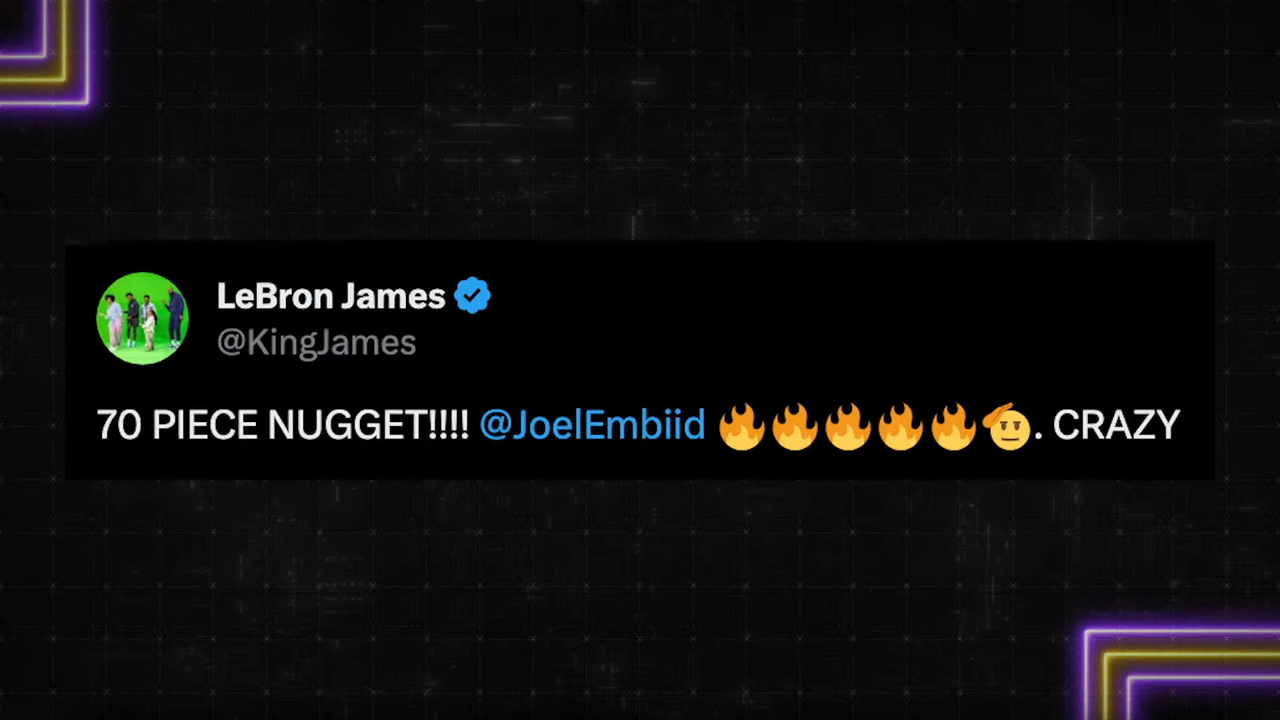 LeBron James
@KingJames
70 PIECE NUGGET!!!! @JoelEmbiid 🔥🔥🔥🔥🔥🫡. CRAZY